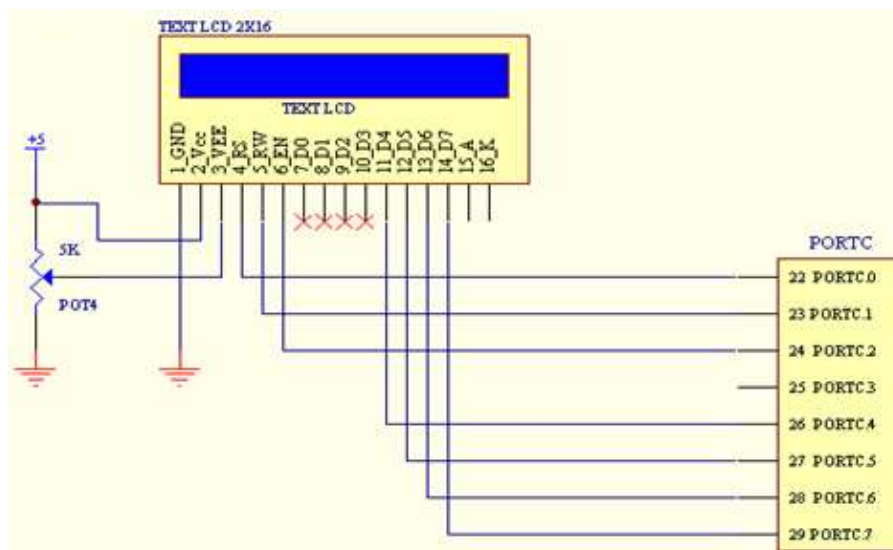 TEXT LCD 2X16
TEXT LCD
1_GND
2_Vcc
3_VEE
4_RS
5_RW
6_EN
7_D0
8_D1
9_D2
10_D3
11_D4
12_D5
13_D6
14_D7
15_A
16_K
+5
5K
POT4
PORTC
22 PORTC.0
23 PORTC.1
24 PORTC.2
25 PORTC.3
26 PORTC.4
27 PORTC.5
28 PORTC.6
29 PORTC.7